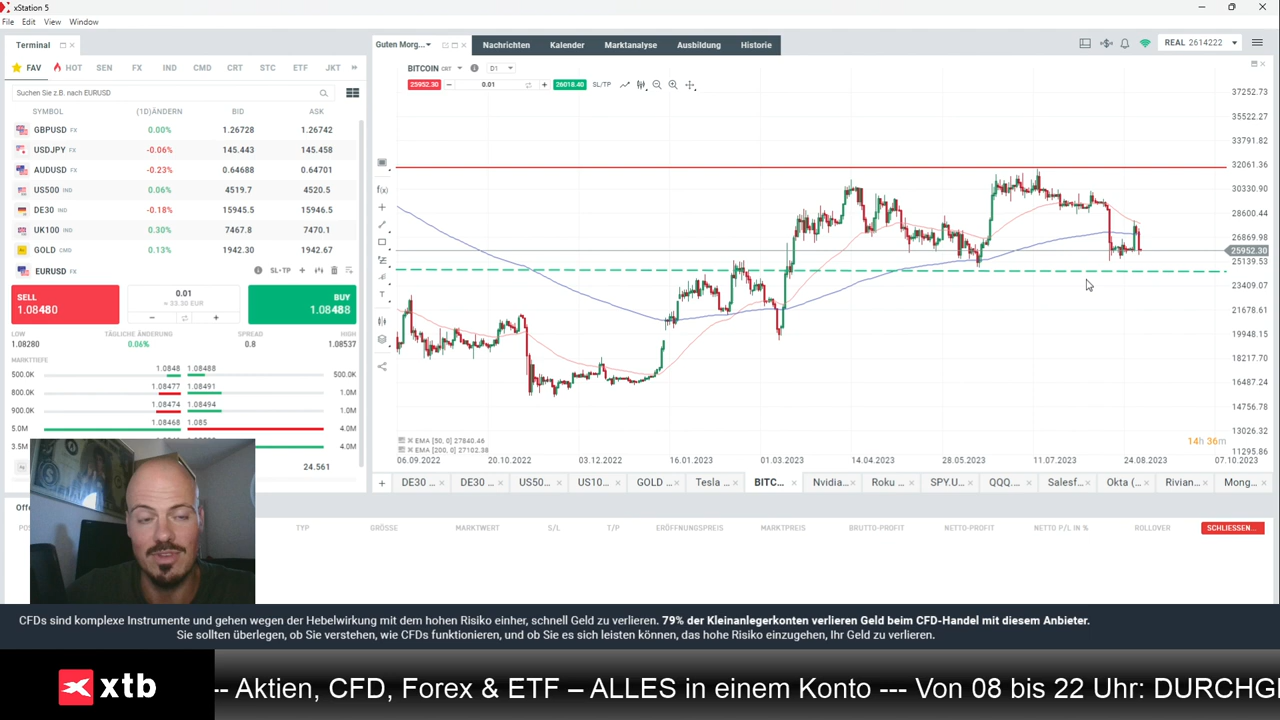 xStation 5
File Edit View Window
Terminal
Guten Morg...
Nachrichten Kalender Marktanalyse Ausbildung Historie
REAL 2614222
FAV HOT SEN FX IND CMD CRT STC ETF JKT
Suchen Sie z.B. nach EURUSD
SYMBOL (1D)ÄNDERN BID ASK
GBPUSD FX 0.00% 1.26728 1.26742
USDJPY FX -0.06% 145.443 145.458
AUDUSD FX -0.23% 0.64688 0.64701
US500 IND 0.06% 4519.7 4520.5
DE30 IND -0.18% 15945.5 15946.5
UK100 IND 0.30% 7467.8 7470.1
GOLD CMD 0.13% 1942.30 1942.67
EURUSD FX SL+TP
SELL
1.08480
0.01
≈ 33.30 EUR
BUY
1.08488
LOW TÄGLICHE ÄNDERUNG SPREAD HIGH
1.08280 0.06% 0.8 1.08537
MARKTTIEFE
500.0K 1.0848 1.08488 500.0K
800.0K 1.08477 1.08491 1.0M
900.0K 1.08474 1.08494 1.0M
5.0M 1.08468 1.085 4.0M
3.5M 4.0M
24.561
BITCOIN CRT D1
25952.30 0.01 26018.40 SL/TP
37252.73
35522.27
33791.82
32061.36
30330.90
28600.44
26869.98
25952.30
25139.53
23409.07
21678.61
19948.15
18217.70
16487.24
14756.78
13026.32
11295.86
14h 36m
EMA [50, 0] 27840.46
EMA [200, 0] 27102.38
06.09.2022 20.10.2022 03.12.2022 16.01.2023 01.03.2023 14.04.2023 28.05.2023 11.07.2023 24.08.2023 07.10.2023
DE30 ... DE30 ... US50... US10... GOLD ... Tesla ... BITC... Nvidia... Roku ... SPY.U... QQQ.... Salesf... Okta (... Rivian... Mong...
TYP GRÖSSE MARKTWERT S/L T/P ERÖFFNUNGSPREIS MARKTPREIS BRUTTO-PROFIT NETTO-PROFIT NETTO P/L IN % ROLLOVER SCHLIESSEN...
CFDs sind komplexe Instrumente und gehen wegen der Hebelwirkung mit dem hohen Risiko einher, schnell Geld zu verlieren. 79% der Kleinanlegerkonten verlieren Geld beim CFD-Handel mit diesem Anbieter.
Sie sollten überlegen, ob Sie verstehen, wie CFDs funktionieren, und ob Sie es sich leisten können, das hohe Risiko einzugehen, Ihr Geld zu verlieren.
xtb
-- Aktien, CFD, Forex & ETF – ALLES in einem Konto --- Von 08 bis 22 Uhr: